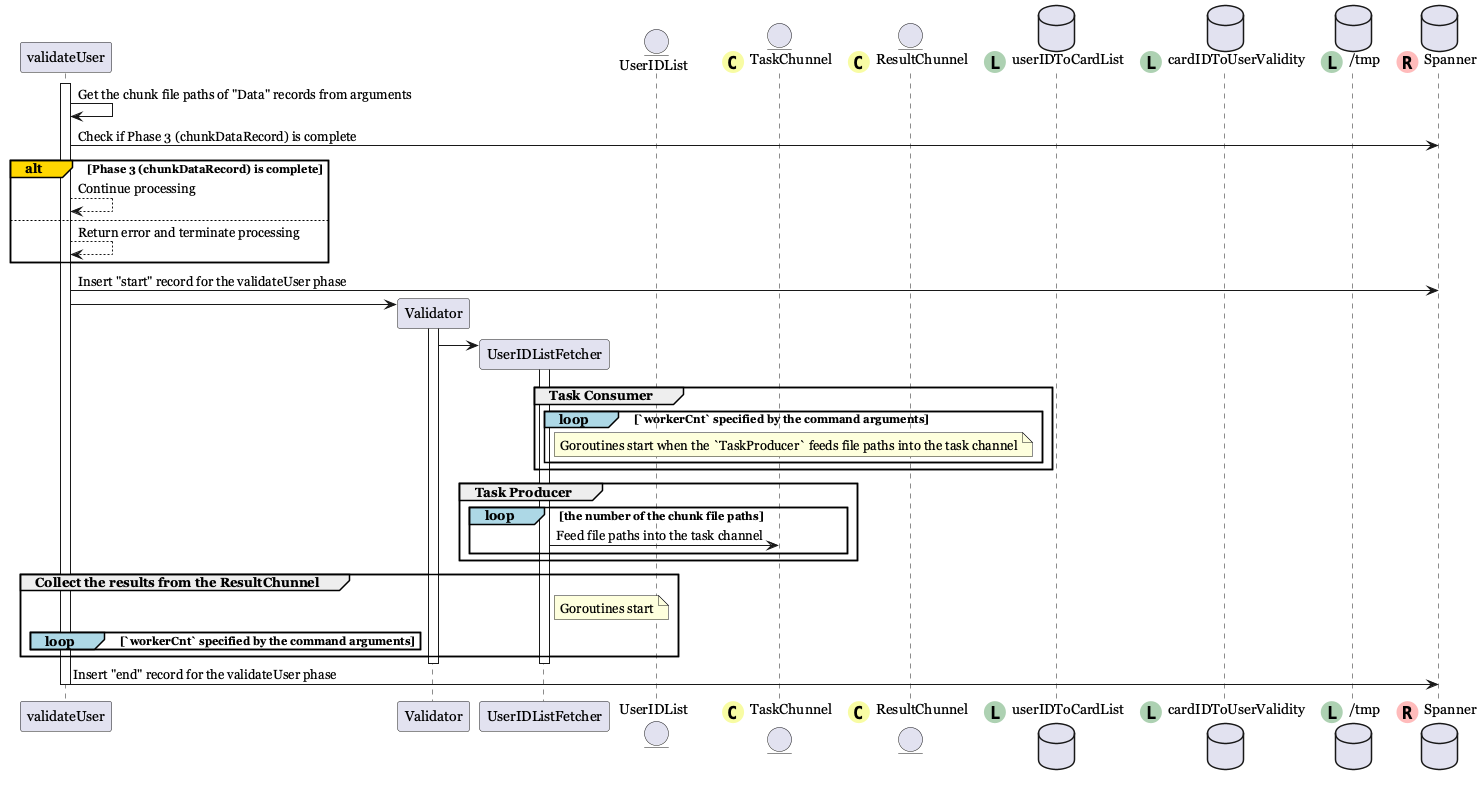 validateUser
UserIDList
C TaskChunnel
C ResultChunnel
L userIDToCardList
L cardIDToUserValidity
L /tmp
R Spanner
Get the chunk file paths of "Data" records from arguments
Check if Phase 3 (chunkDataRecord) is complete
alt [Phase 3 (chunkDataRecord) is complete]
Continue processing
Return error and terminate processing
Insert "start" record for the validateUser phase
Validator
UserIDListFetcher
Task Consumer
loop [`workerCnt` specified by the command arguments]
Goroutines start when the `TaskProducer` feeds file paths into the task channel
Task Producer
loop [the number of the chunk file paths]
Feed file paths into the task channel
Collect the results from the ResultChunnel
Goroutines start
loop [`workerCnt` specified by the command arguments]
Insert "end" record for the validateUser phase
validateUser
Validator
UserIDListFetcher
UserIDList
C TaskChunnel
C ResultChunnel
L userIDToCardList
L cardIDToUserValidity
L /tmp
R Spanner